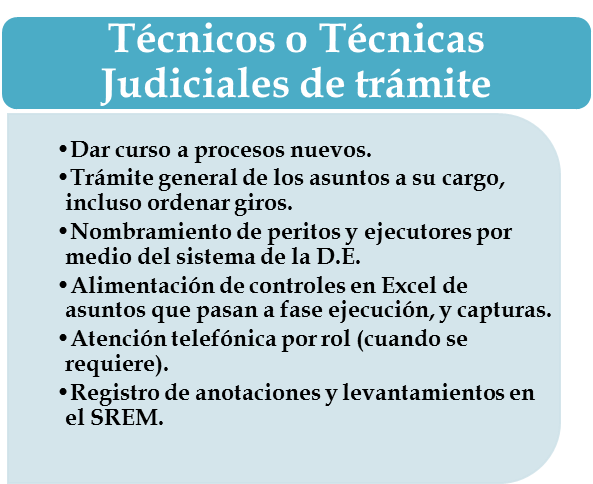 Técnicos o Técnicas
Judiciales de trámite
•Dar curso a procesos nuevos.
•Trámite general de los asuntos a su cargo,
incluso ordenar giros.
•Nombramiento de peritos y ejecutores por
medio del sistema de la D.E.
•Alimentación de controles en Excel de
asuntos que pasan a fase ejecución, y capturas.
•Atención telefónica por rol (cuando se
requiere).
•Registro de anotaciones y levantamientos en
el SREM.